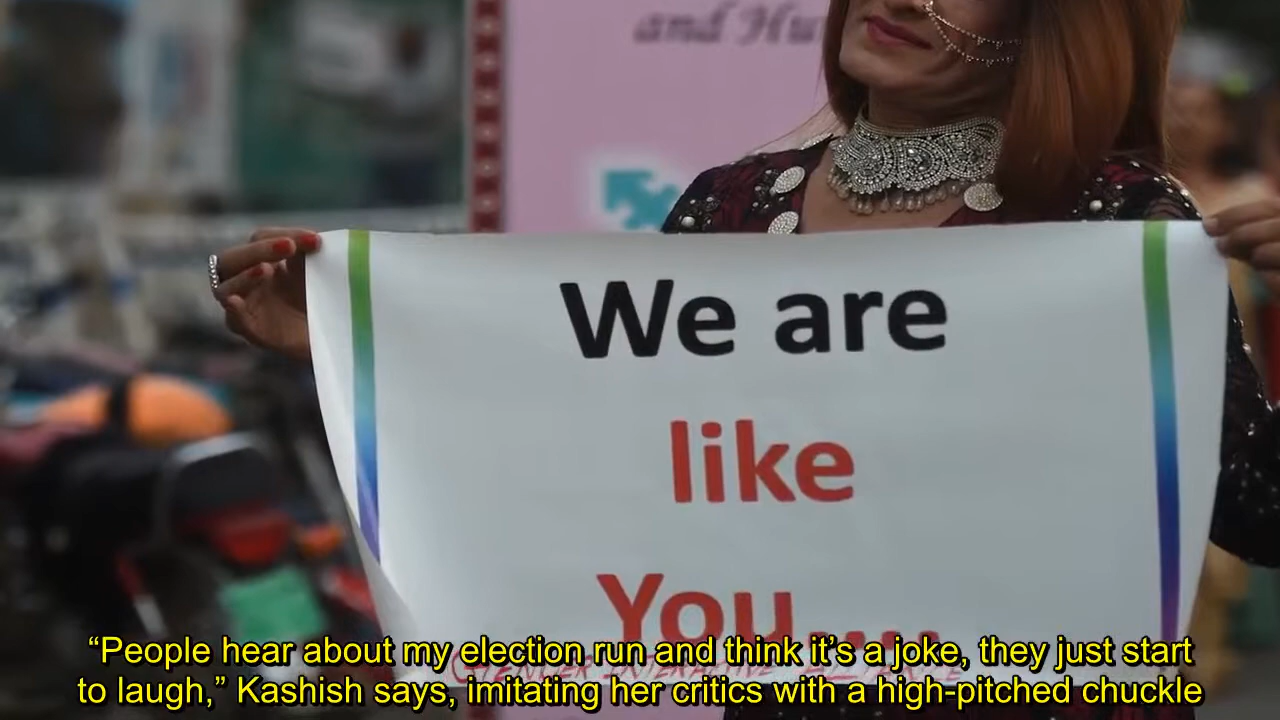 and Hu
We are
like
You....
“People hear about my election run and think it’s a joke, they just start
to laugh,” Kashish says, imitating her critics with a high-pitched chuckle